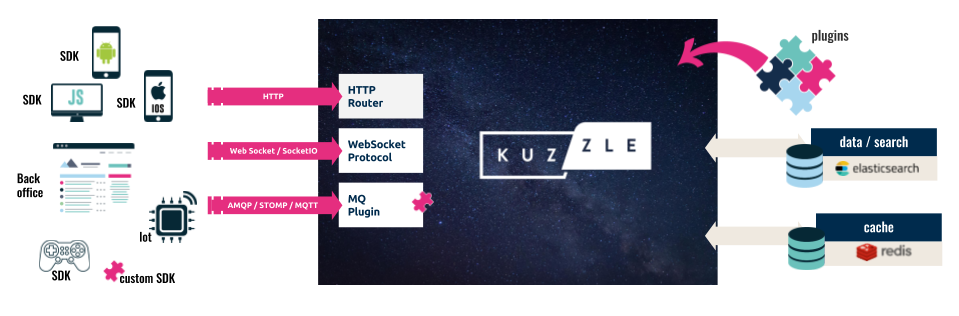 SDK
SDK
JS
SDK
iOS
Back
office
Iot
SDK
custom SDK
HTTP
Web Socket / SocketIO
AMQP / STOMP / MQTT
HTTP
Router
WebSocket
Protocol
MQ
Plugin
KUZZLE
plugins
data / search
elasticsearch
cache
redis